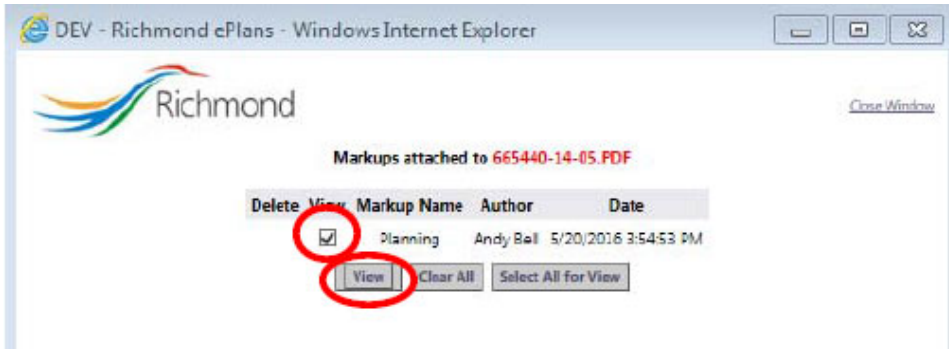 DEV - Richmond ePlans - Windows Internet Explorer
Richmond
Close Window
Markups attached to 665440-14-05.PDF
Delete View Markup Name Author Date
Planning Andy Bell 5/20/2016 3:54:53 PM
View Clear All Select All for View